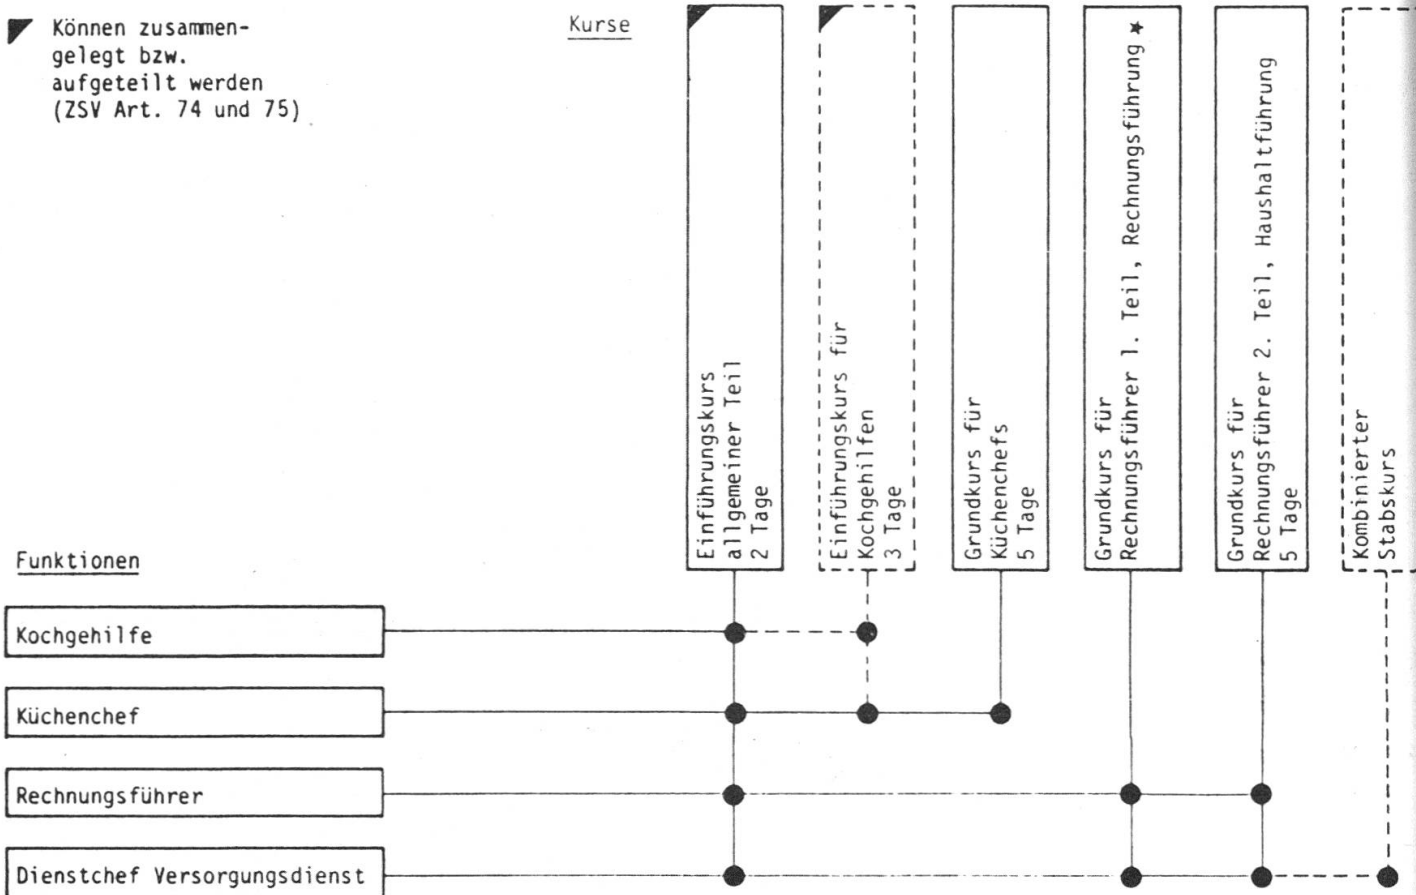 Können zusammen-
gelegt bzw.
aufgeteilt werden
(ZSV Art. 74 und 75)
Kurse
Einführungskurs
allgemeiner Teil
2 Tage
Einführungskurs für
Kochgehilfen
3 Tage
Grundkurs für
Küchenchefs
5 Tage
Grundkurs für
Rechnungsführer 1. Teil, Rechnungsführung ★
Grundkurs für
Rechnungsführer 2. Teil, Haushaltführung
5 Tage
Kombinierter
Stabskurs
Funktionen
Kochgehilfe
Küchenchef
Rechnungsführer
Dienstchef Versorgungsdienst